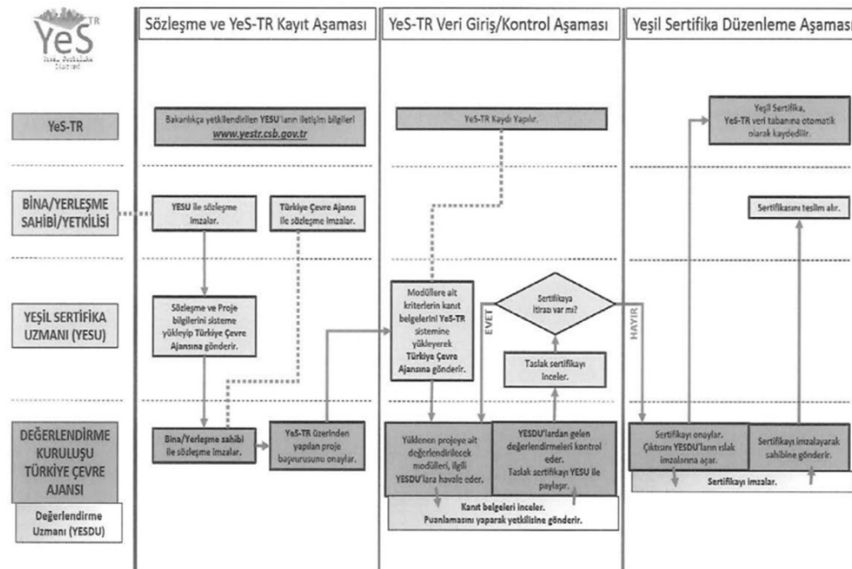 YeS TR
Yeşil Sertifika
Sözleşme ve YeS-TR Kayıt Aşaması
YeS-TR Veri Giriş/Kontrol Aşaması
Yeşil Sertifika Düzenleme Aşaması
YeS-TR
Bakanlıkça yetkilendirilen YESU'ların iletişim bilgileri
www.yestr.csb.gov.tr
YeS-TR Kaydı Yapılır.
Yeşil Sertifika,
YeS-TR veri tabanına otomatik
olarak kaydedilir.
BİNA/YERLEŞME
SAHİBİ/YETKİLİSİ
YESU ile sözleşme
imzalar.
Türkiye Çevre Ajansı
ile sözleşme imzalar.
Sertifikasını teslim alır.
YEŞİL SERTİFİKA
UZMANI (YESU)
Sözleşme ve Proje
bilgilerini sisteme
yükleyip Türkiye Çevre
Ajansına gönderir.
Modüllere ait
kriterlerin kanıt
belgelerini YeS-TR
sistemine
yükleyerek
Türkiye Çevre
Ajansına gönderir.
Sertifikaya
itirazı var mı?
EVET
HAYIR
Taslak sertifikayı
inceler.
DEĞERLENDİRME
KURULUŞU
TÜRKİYE ÇEVRE
AJANSI
Bina/Yerleşme sahibi
ile sözleşme imzalar.
YeS-TR üzerinden
yapılan proje
başvurusunu onaylar.
Yüklenen projeye ait
değerlendirilecek
modülleri, ilgili
YESDU'lara havale eder.
YESDU'lardan gelen
değerlendirmeleri kontrol
eder.
Taslak sertifikayı YESU ile
paylaşır.
Sertifikayı onaylar.
Çıktısını YESDU'ların ıslak
imzalarına açar.
Sertifikayı imzalayarak
sahibine gönderir.
Değerlendirme
Uzmanı (YESDU)
Kanıt belgeleri inceler.
Puanlamasını yaparak yetkilisine gönderir.
Sertifikayı imzalar.